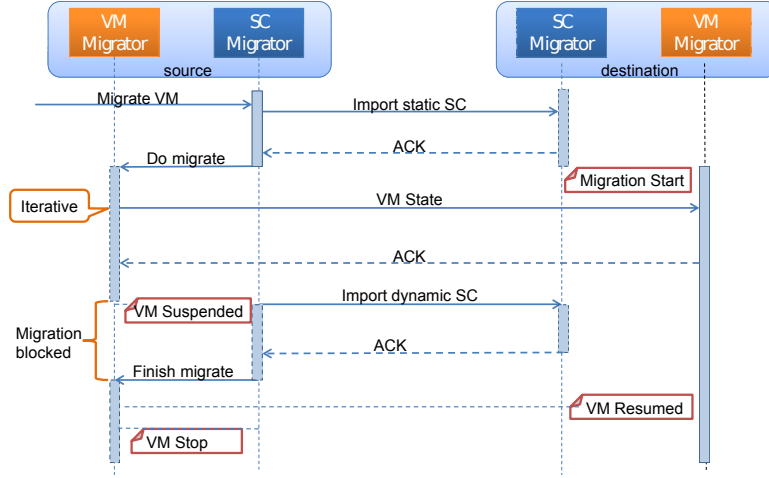 VM Migrator
SC Migrator
SC Migrator
VM Migrator
source
destination
Migrate VM
Import static SC
ACK
Do migrate
Migration Start
Iterative
VM State
ACK
VM Suspended
Import dynamic SC
Migration blocked
ACK
Finish migrate
VM Resumed
VM Stop